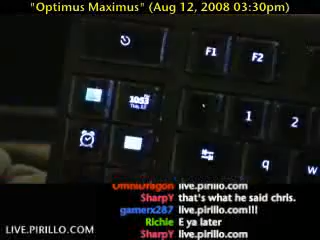 "Optimus Maximus" (Aug 12, 2008 03:30pm)
F1 F2
1 2
q w
OmniDragon live.pirillo.com
SharpY that's what he said chris.
gamerx287 live.pirillo.com!!!
Richie E ya later
SharpY live.pirillo.com
LIVE.PIRILLO.COM